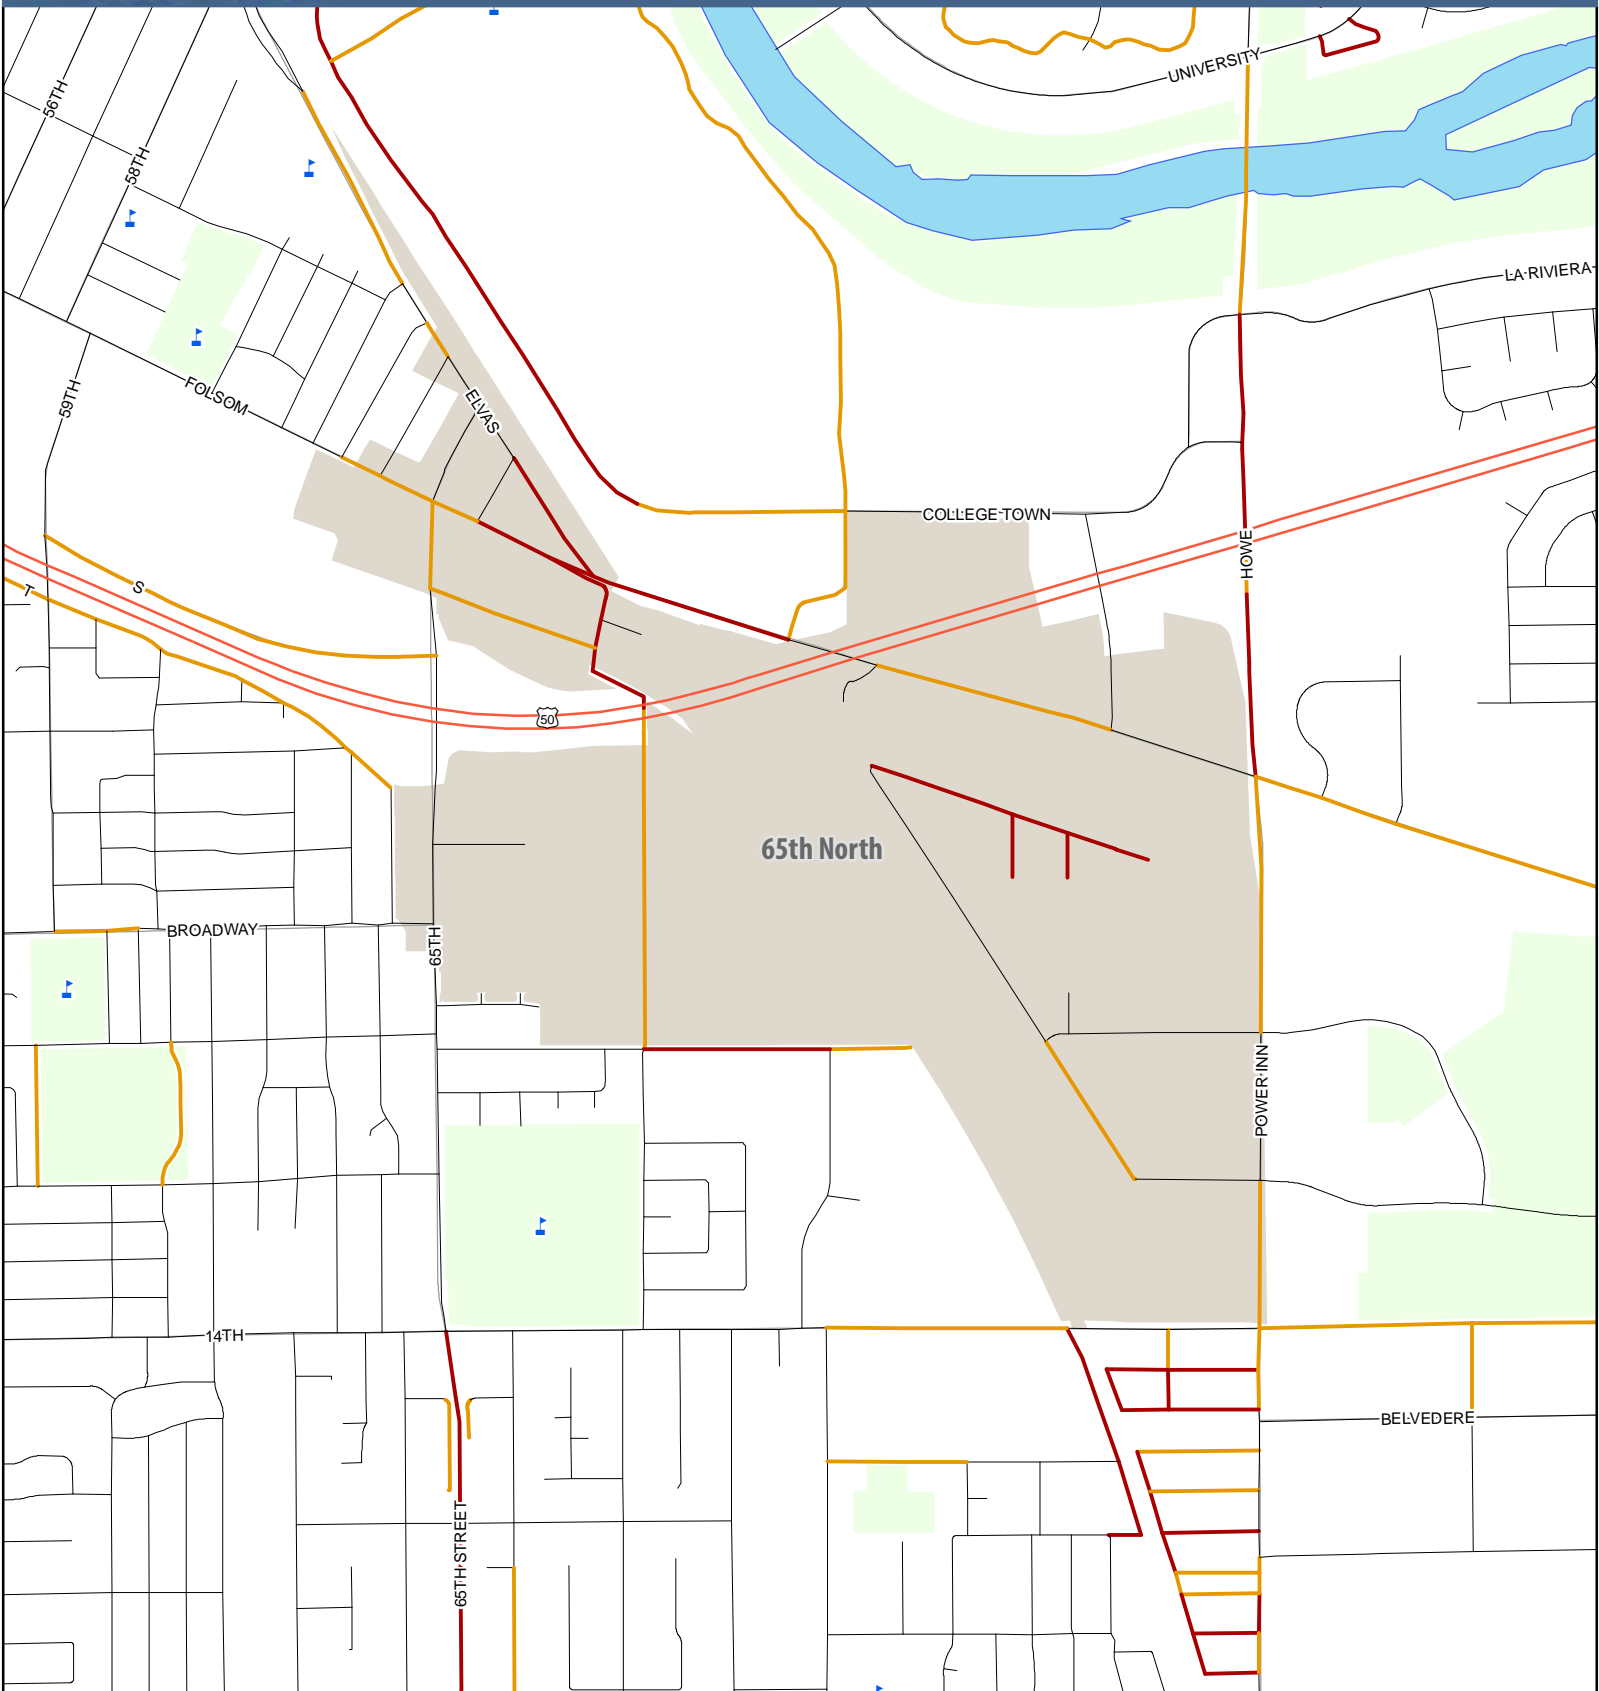 UNIVERSITY
56TH
58TH
LA RIVIERA
59TH
FOLSOM
ELVAS
COLLEGE TOWN
HOWE
S
T
50
65th North
BROADWAY
65TH
POWER INN
14TH
BELVEDERE
65TH STREET